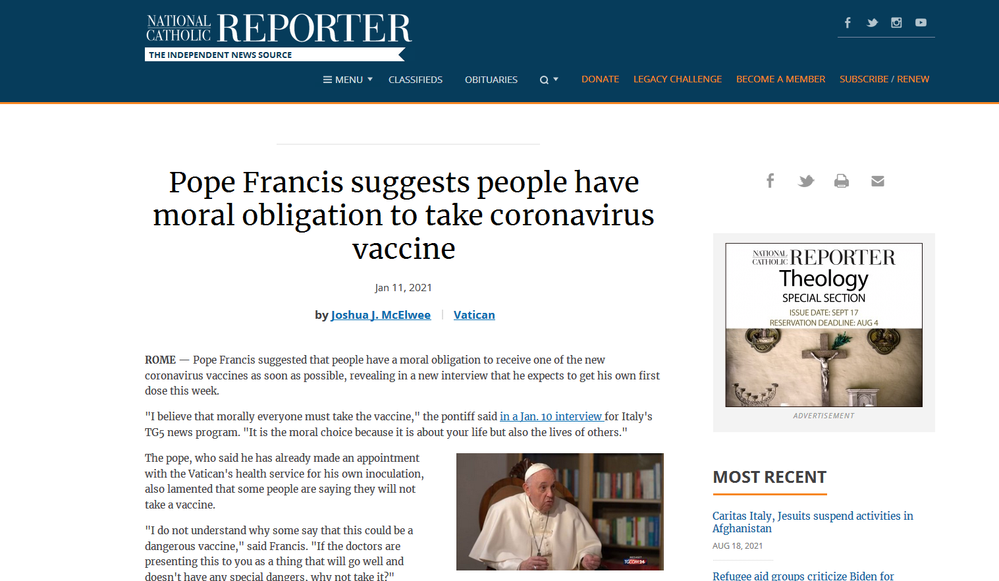 NATIONAL
CATHOLIC REPORTER
THE INDEPENDENT NEWS SOURCE
MENU CLASSIFIEDS OBITUARIES DONATE LEGACY CHALLENGE BECOME A MEMBER SUBSCRIBE / RENEW
Pope Francis suggests people have
moral obligation to take coronavirus
vaccine
Jan 11, 2021
by Joshua J. McElwee | Vatican
ROME — Pope Francis suggested that people have a moral obligation to receive one of the new
coronavirus vaccines as soon as possible, revealing in a new interview that he expects to get his own first
dose this week.
"I believe that morally everyone must take the vaccine," the pontiff said in a Jan. 10 interview for Italy's
TG5 news program. "It is the moral choice because it is about your life but also the lives of others."
The pope, who said he has already made an appointment
with the Vatican's health service for his own inoculation,
also lamented that some people are saying they will not
take a vaccine.
"I do not understand why some say that this could be a
dangerous vaccine," said Francis. "If the doctors are
presenting this to you as a thing that will go well and
doesn't have any special dangers, why not take it?"
TGCOM24
NATIONAL
CATHOLIC REPORTER
Theology
SPECIAL SECTION
ISSUE DATE: SEPT 17
RESERVATION DEADLINE: AUG 4
ADVERTISEMENT
MOST RECENT
Caritas Italy, Jesuits suspend activities in
Afghanistan
AUG 18, 2021
Refugee aid groups criticize Biden for